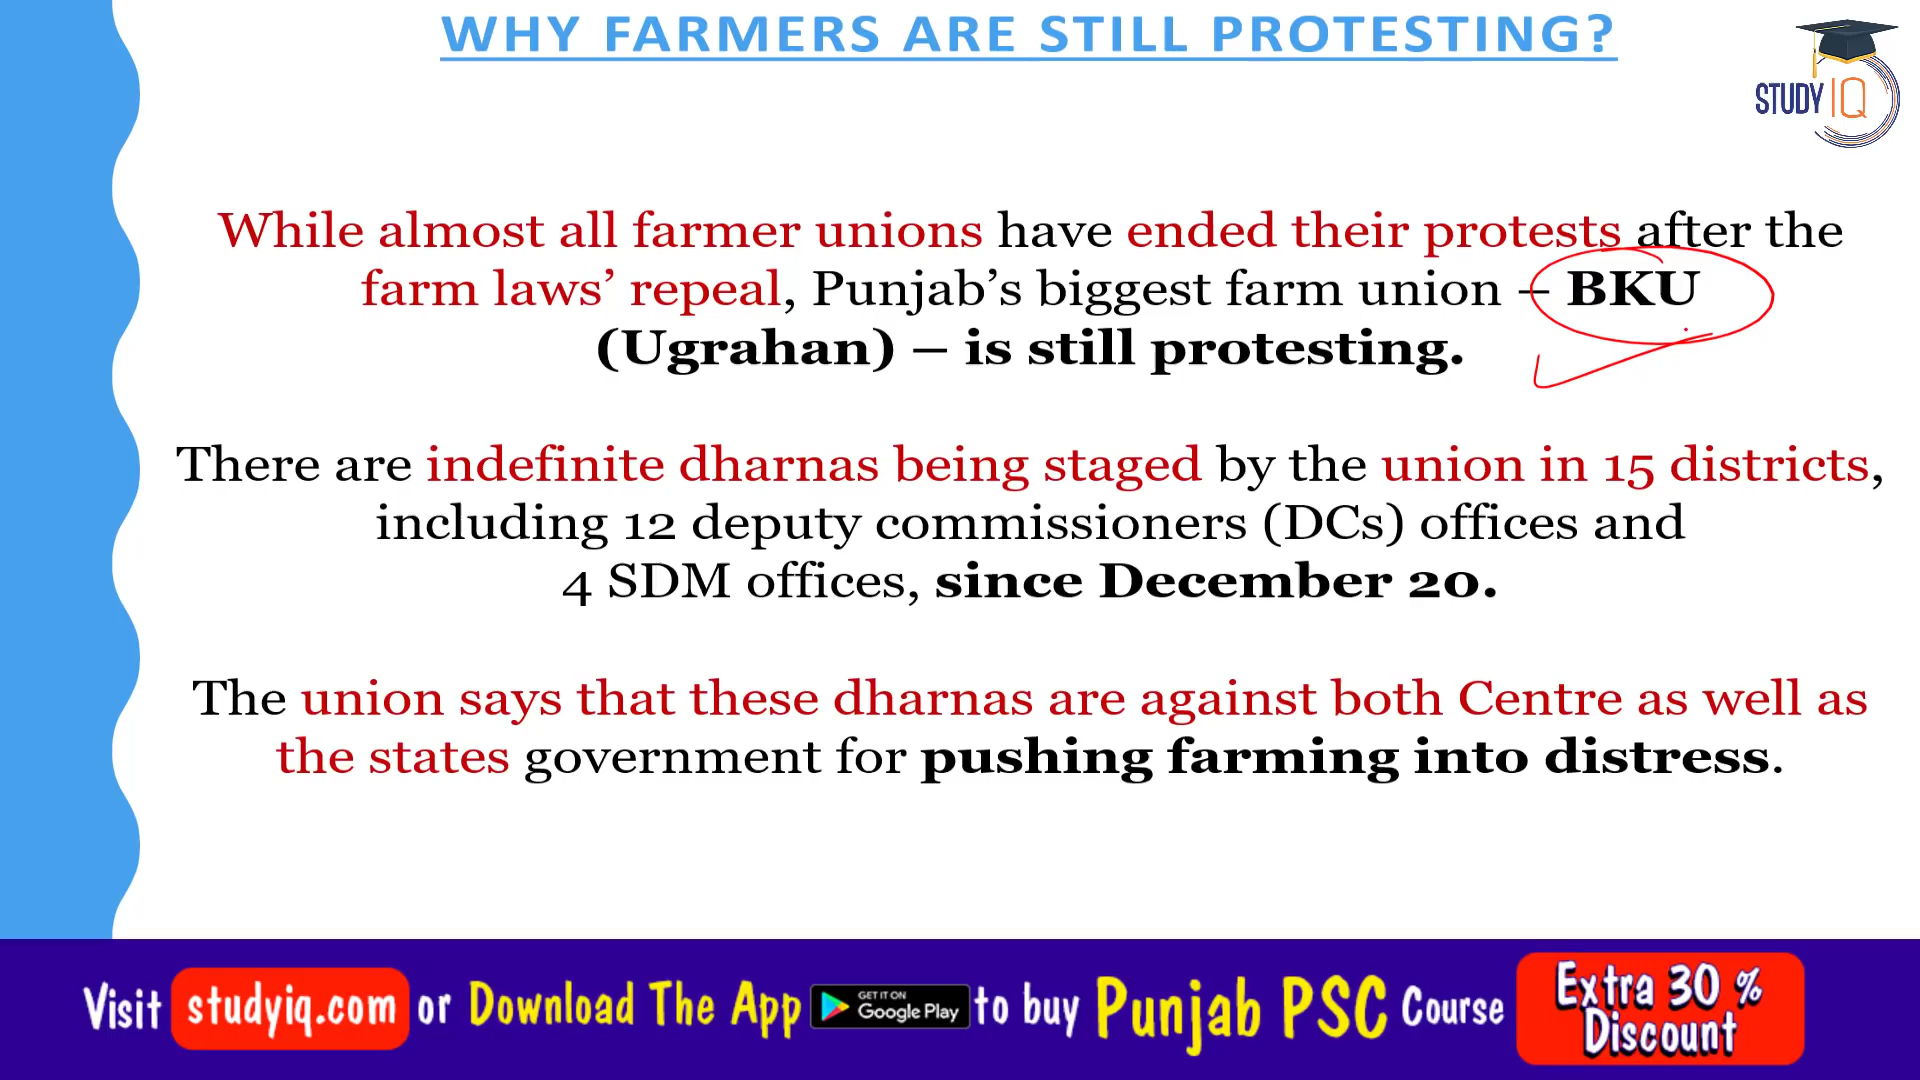 WHY FARMERS ARE STILL PROTESTING?
STUDY IQ
While almost all farmer unions have ended their protests after the
farm laws’ repeal, Punjab’s biggest farm union – BKU
(Ugrahan) – is still protesting.
There are indefinite dharnas being staged by the union in 15 districts,
including 12 deputy commissioners (DCs) offices and
4 SDM offices, since December 20.
The union says that these dharnas are against both Centre as well as
the states government for pushing farming into distress.
Visit studyiq.com or Download The App GET IT ON Google Play to buy Punjab PSC Course
Extra 30 %
Discount